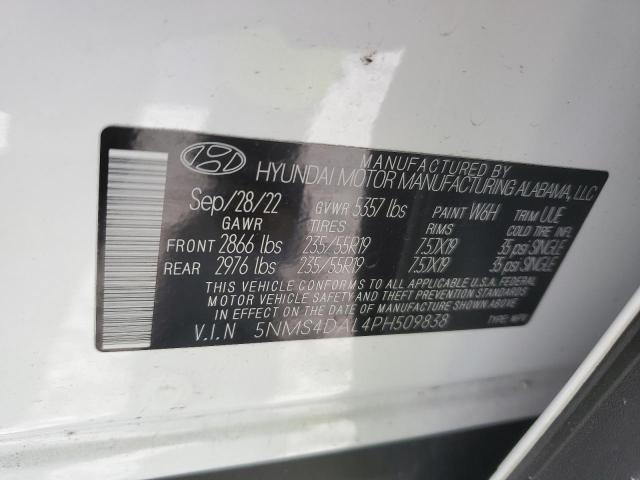 MANUFACTURED BY
HYUNDAI MOTOR MANUFACTURING ALABAMA, LLC
Sep/28/22 GVWR 5357 lbs PAINT W6H TRIM UUE
GAWR TIRES RIMS COLD TIRE INFL.
FRONT 2866 lbs 235/55R19 7.5JX19 35 psi SINGLE
REAR 2976 lbs 235/55R19 7.5JX19 35 psi SINGLE
THIS VEHICLE CONFORMS TO ALL APPLICABLE U.S. FEDERAL
MOTOR VEHICLE SAFETY, BUMPER, AND THEFT PREVENTION STANDARDS
IN EFFECT ON THE DATE OF MANUFACTURE SHOWN ABOVE.
V.I.N 5NMS4DAL4PH509838 TYPE: MPV